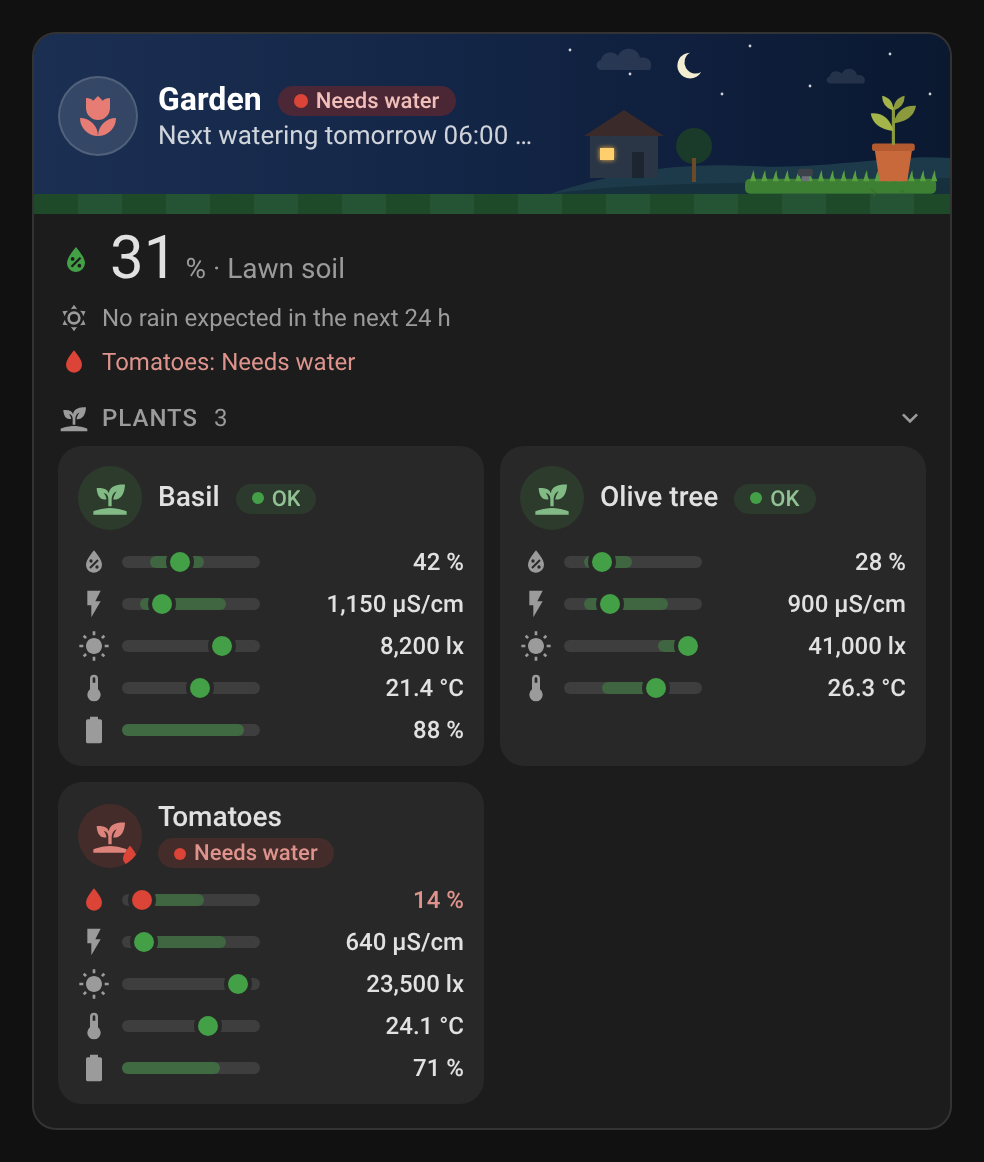 Garden Needs water
Next watering tomorrow 06:00 ...
31 % · Lawn soil
No rain expected in the next 24 h
Tomatoes: Needs water
PLANTS 3
Basil OK
42 %
1,150 µS/cm
8,200 lx
21.4 °C
88 %
Olive tree OK
28 %
900 µS/cm
41,000 lx
26.3 °C
Tomatoes
Needs water
14 %
640 µS/cm
23,500 lx
24.1 °C
71 %